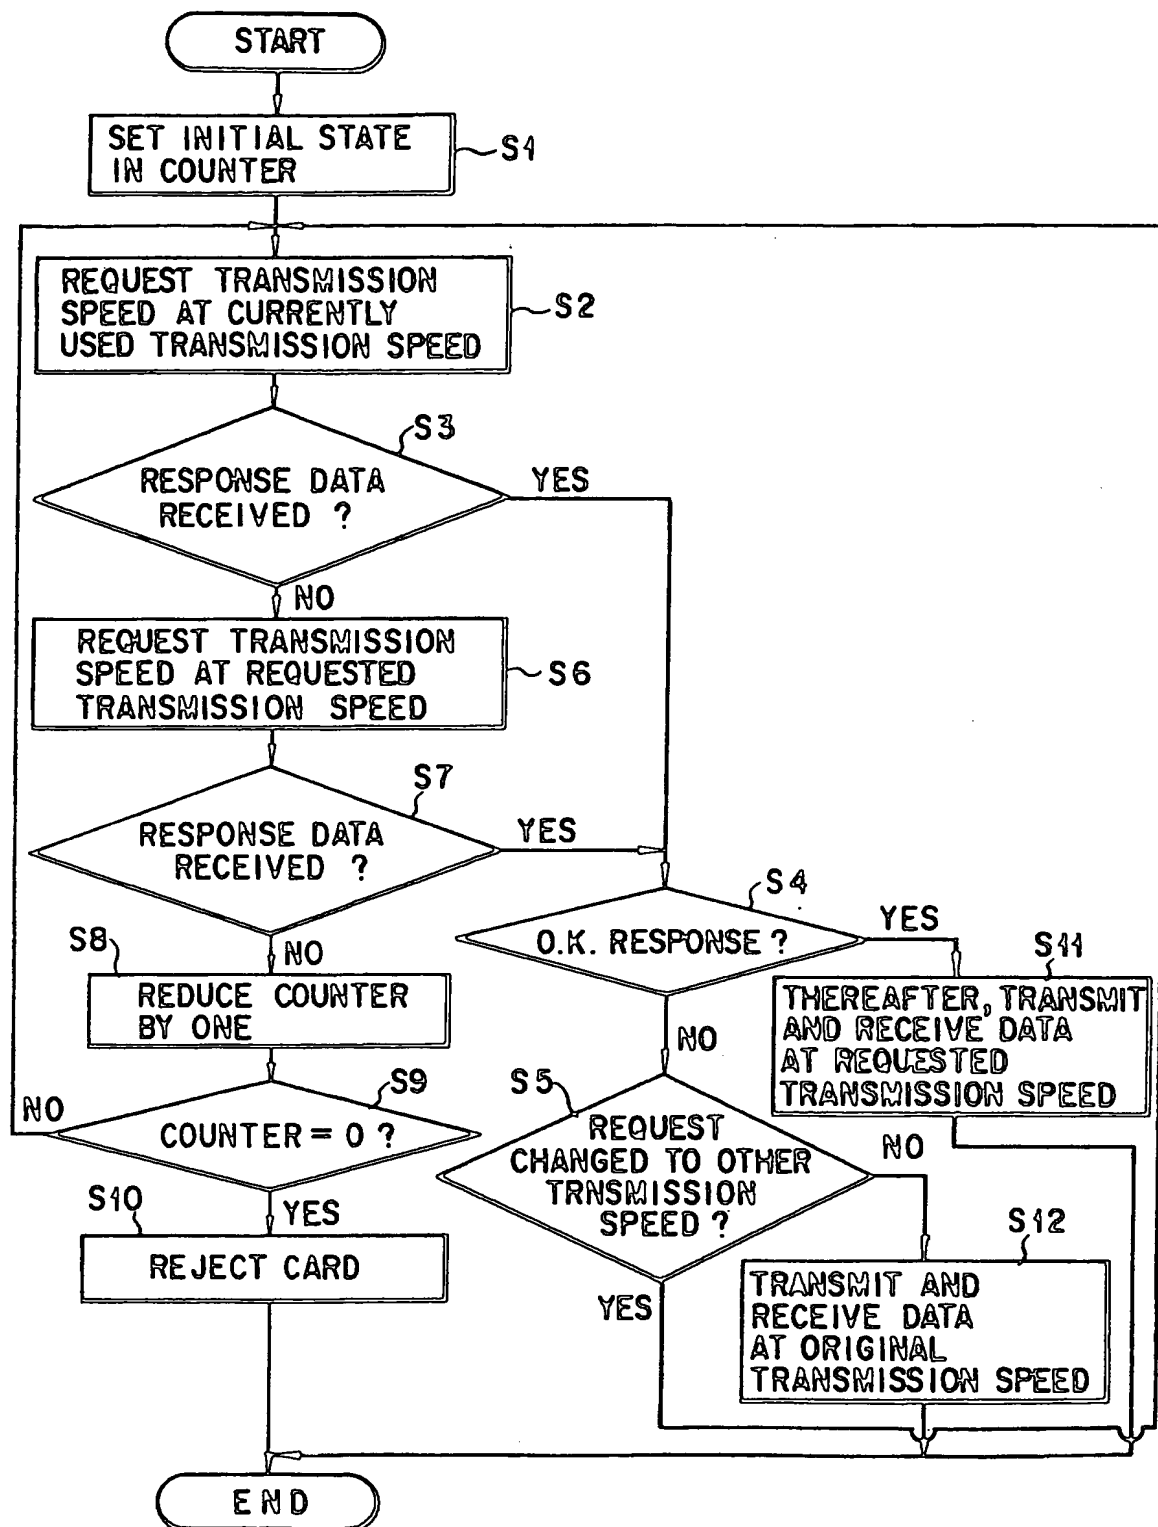 START
SET INITIAL STATE
IN COUNTER
S1
REQUEST TRANSMISSION
SPEED AT CURRENTLY
USED TRANSMISSION SPEED
S2
S3
RESPONSE DATA
RECEIVED ?
YES
NO
REQUEST TRANSMISSION
SPEED AT REQUESTED
TRANSMISSION SPEED
S6
S7
RESPONSE DATA
RECEIVED ?
YES
NO
S4
O.K. RESPONSE ?
YES
NO
S8
REDUCE COUNTER
BY ONE
S11
THEREAFTER, TRANSMIT
AND RECEIVE DATA
AT REQUESTED
TRANSMISSION SPEED
S9
COUNTER = 0 ?
NO
YES
S5
REQUEST
CHANGED TO OTHER
TRNSMISSION
SPEED ?
NO
YES
S10
REJECT CARD
S12
TRANSMIT AND
RECEIVE DATA
AT ORIGINAL
TRANSMISSION SPEED
END